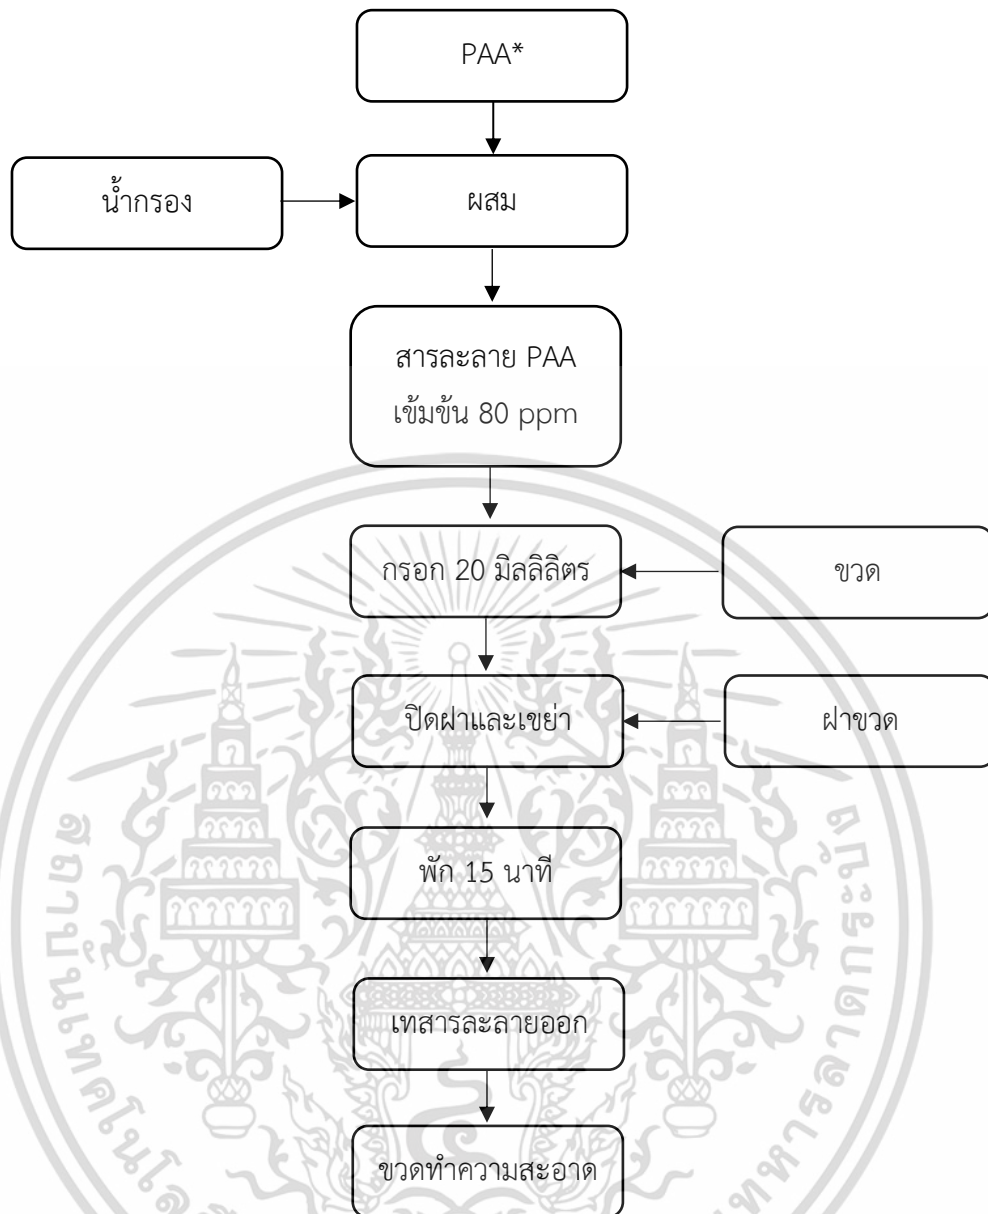 PAA*
น้ำกรอง
ผสม
สารละลาย PAA
เข้มข้น 80 ppm
กรอก 20 มิลลิลิตร
ขวด
ปิดฝาและเขย่า
ฝาขวด
พัก 15 นาที
เทสารละลายออก
ขวดทำความสะอาด